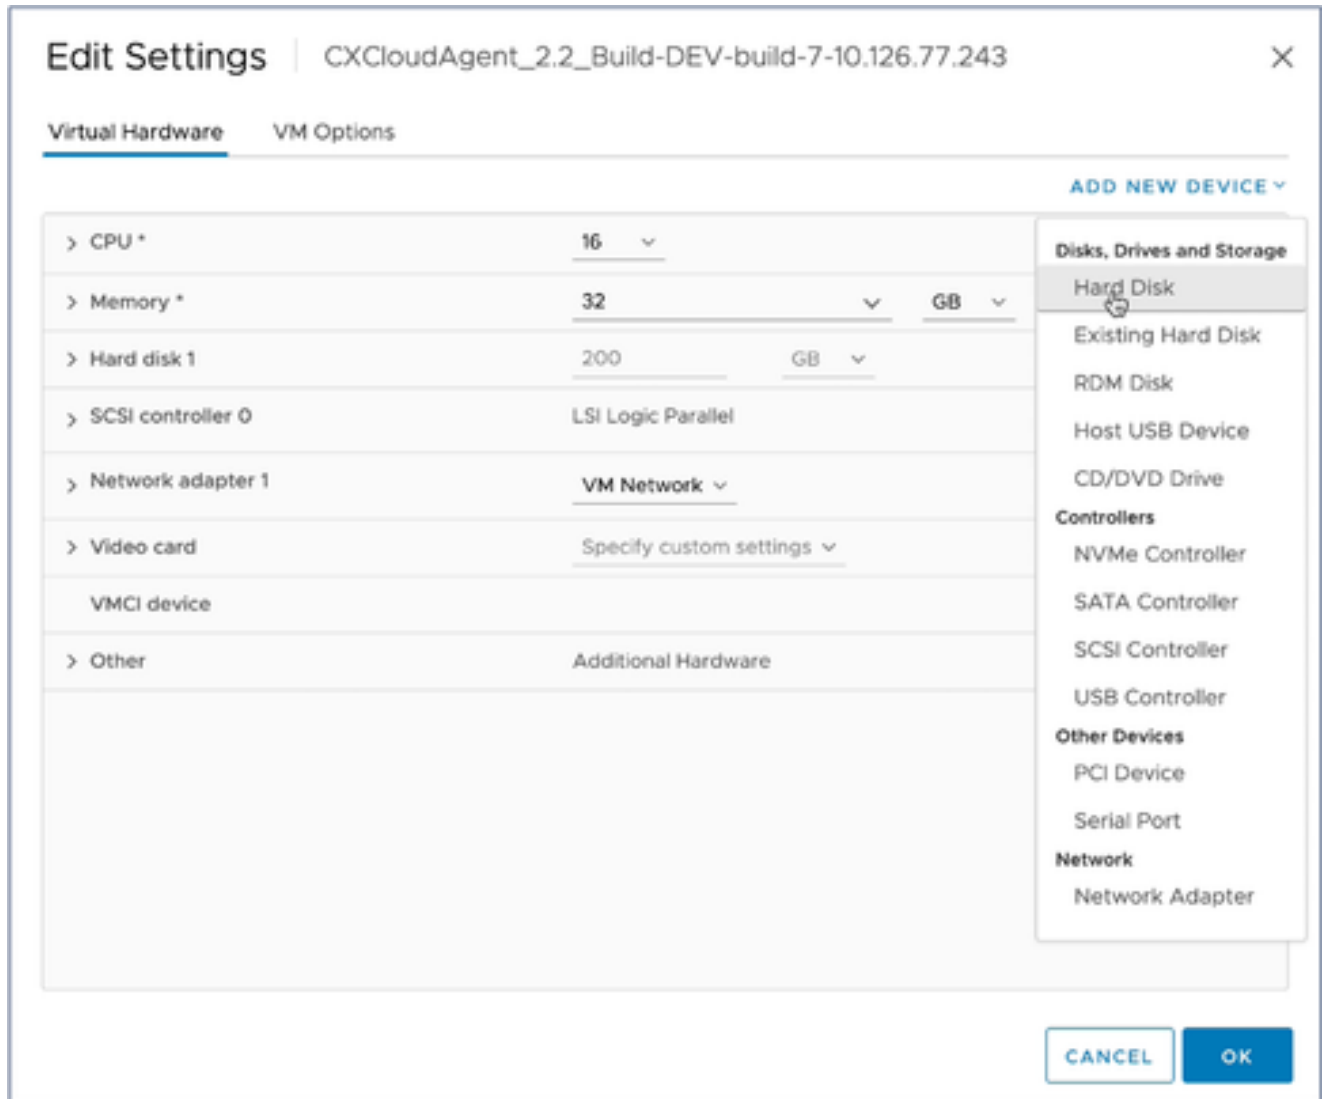 Edit Settings CXCloudAgent_2.2_Build-DEV-build-7-10.126.77.243
Virtual Hardware VM Options
ADD NEW DEVICE
CPU * 16
Memory * 32 GB
Hard disk 1 200 GB
SCSI controller 0 LSI Logic Parallel
Network adapter 1 VM Network
Video card Specify custom settings
VMCI device
Other Additional Hardware
Disks, Drives and Storage
Hard Disk
Existing Hard Disk
RDM Disk
Host USB Device
CD/DVD Drive
Controllers
NVMe Controller
SATA Controller
SCSI Controller
USB Controller
Other Devices
PCI Device
Serial Port
Network
Network Adapter
CANCEL OK